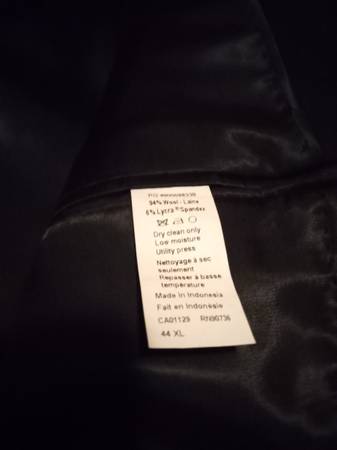 94% Wool - Laine
6% Lycra® Spandex
Dry clean only
Low moisture
Utility press
Nettoyage à sec
seulement
Repasser à basse
température
Made in Indonesia
Fait en Indonesie
CA01129 RN90736
44 XL